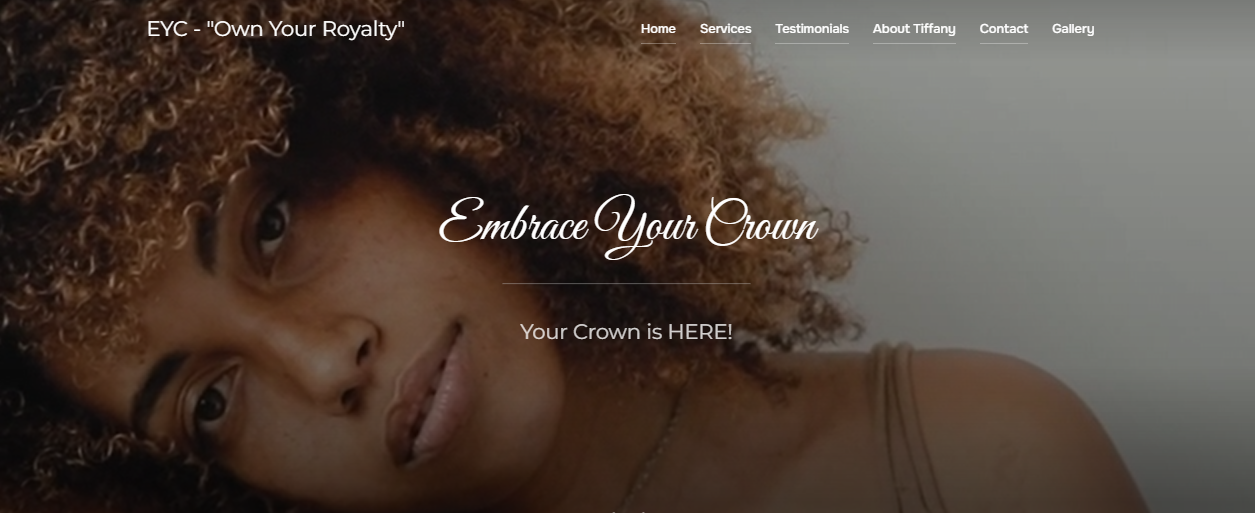 EYC - "Own Your Royalty"
Home Services Testimonials About Tiffany Contact Gallery
Embrace Your Crown
Your Crown is HERE!